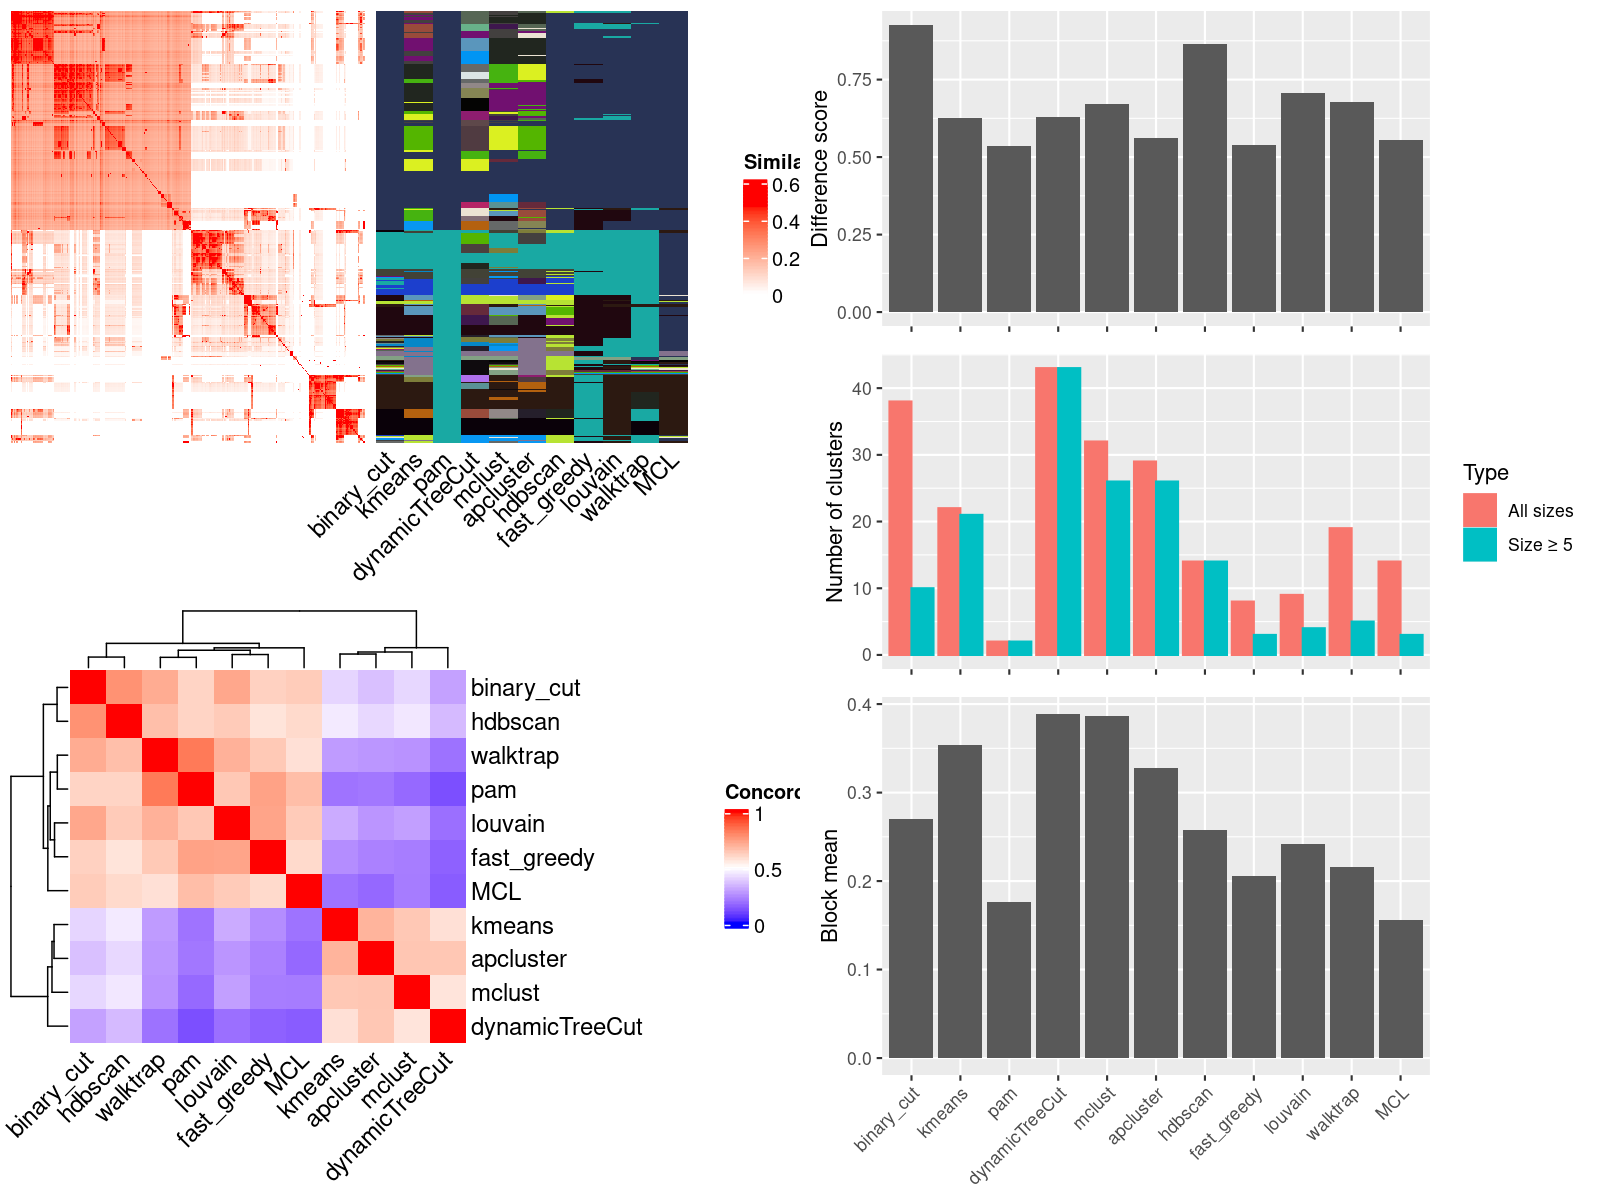 Simila
0.6
0.4
0.2
0
binary_cut
kmeans
pam
dynamicTreeCut
mclust
apcluster
hdbscan
fast_greedy
louvain
walktrap
MCL
binary_cut
hdbscan
walktrap
pam
louvain
fast_greedy
MCL
kmeans
apcluster
mclust
dynamicTreeCut
binary_cut
hdbscan
walktrap
pam
louvain
fast_greedy
MCL
kmeans
apcluster
mclust
dynamicTreeCut
Concord
1
0.5
0
Difference score
0.75
0.50
0.25
0.00
Number of clusters
40
30
20
10
0
Type
All sizes
Size ≥ 5
Block mean
0.4
0.3
0.2
0.1
0.0
binary_cut
kmeans
pam
dynamicTreeCut
mclust
apcluster
hdbscan
fast_greedy
louvain
walktrap
MCL